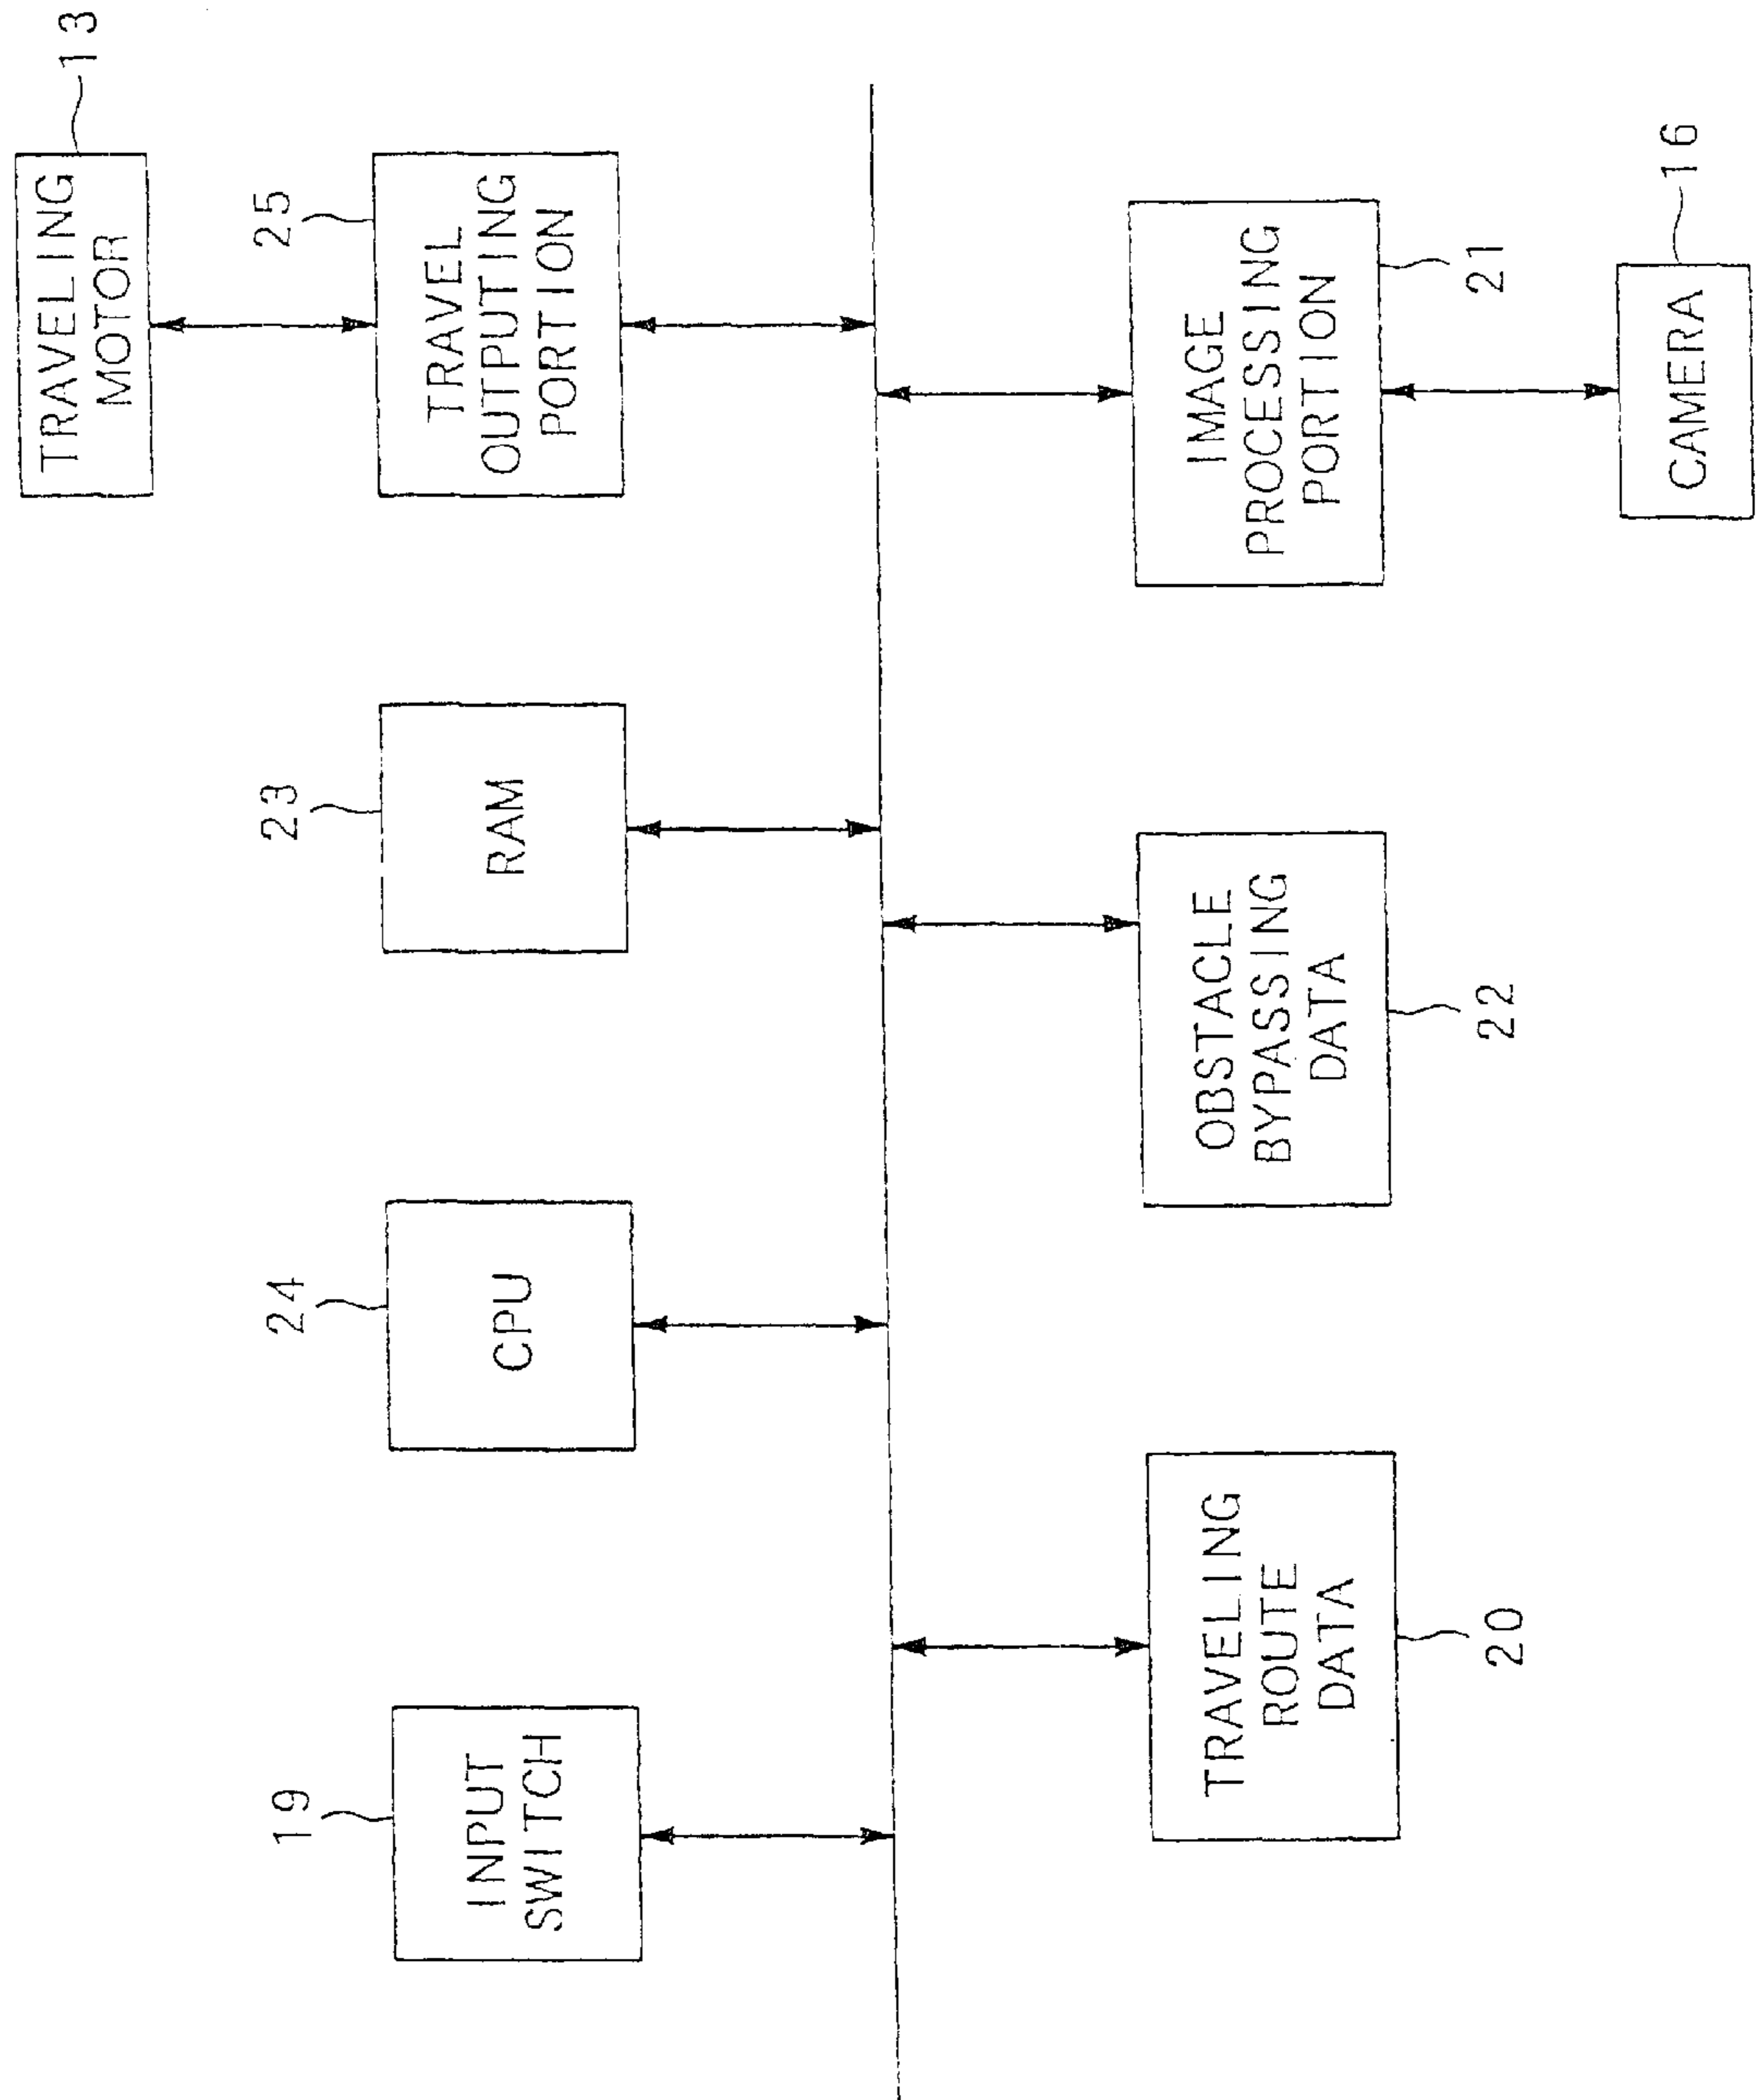 19
INPUT
SWITCH
24
CPU
23
RAM
25
TRAVEL
OUTPUTING
PORTION
TRAVELING
MOTOR
13
TRAVELING
ROUTE
DATA
20
OBSTACLE
BYPASSING
DATA
22
IMAGE
PROCESSING
PORTION
21
CAMERA
16